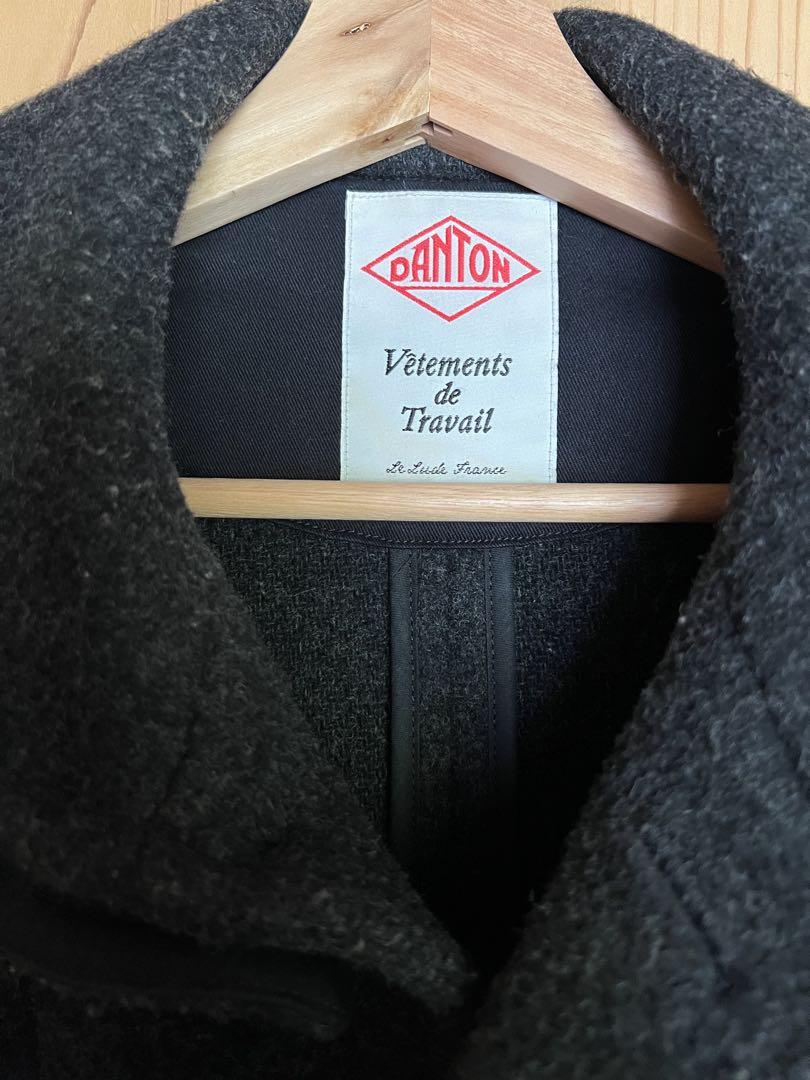 DANTON
Vêtements
de
Travail
Le Lude France